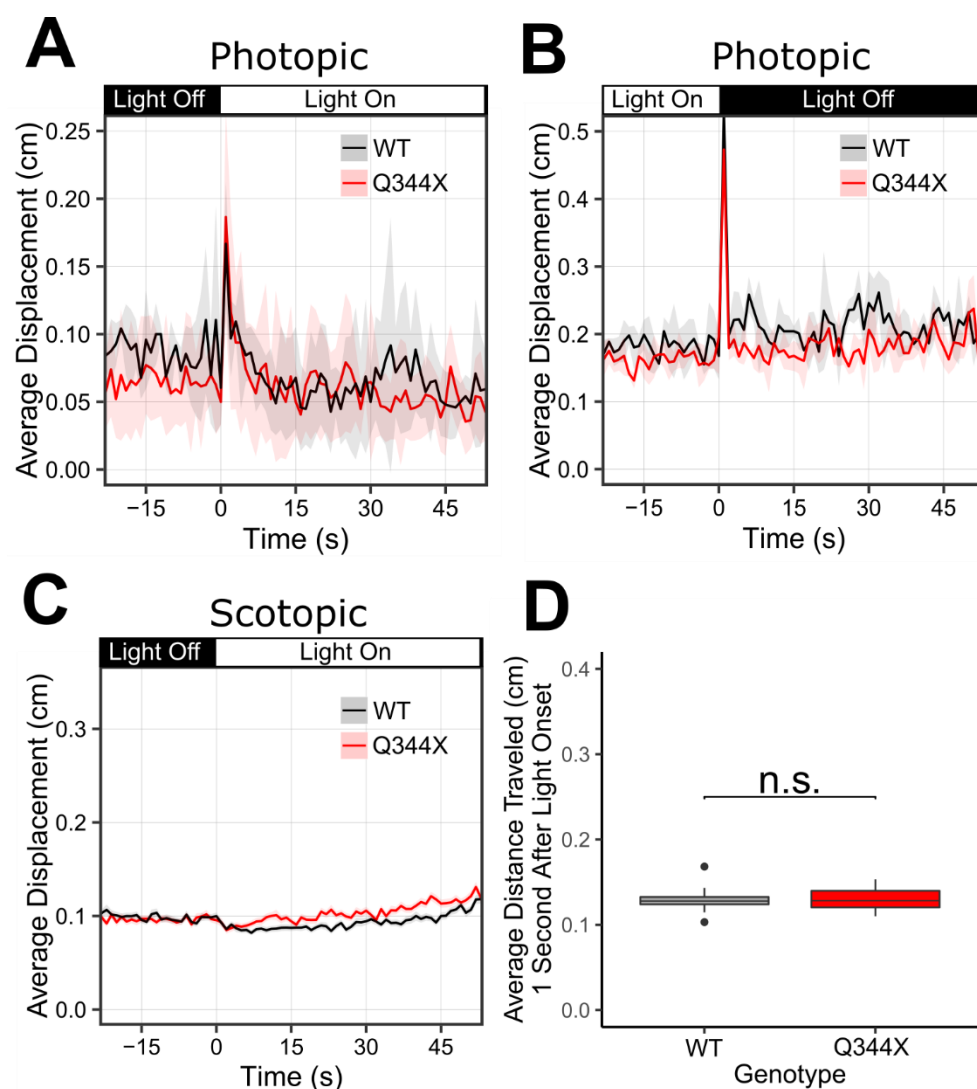 A
Photopic
Light Off
Light On
0.25
0.20
0.15
0.10
0.05
0.00
Average Displacement (cm)
WT
Q344X
−15
0
15
30
45
Time (s)
B
Photopic
Light On
Light Off
0.5
0.4
0.3
0.2
0.1
0.0
Average Displacement (cm)
WT
Q344X
−15
0
15
30
45
Time (s)
C
Scotopic
Light Off
Light On
0.3
0.2
0.1
0.0
Average Displacement (cm)
WT
Q344X
−15
0
15
30
45
Time (s)
D
0.4
0.3
0.2
0.1
0.0
Average Distance Traveled (cm)
1 Second After Light Onset
n.s.
WT
Q344X
Genotype